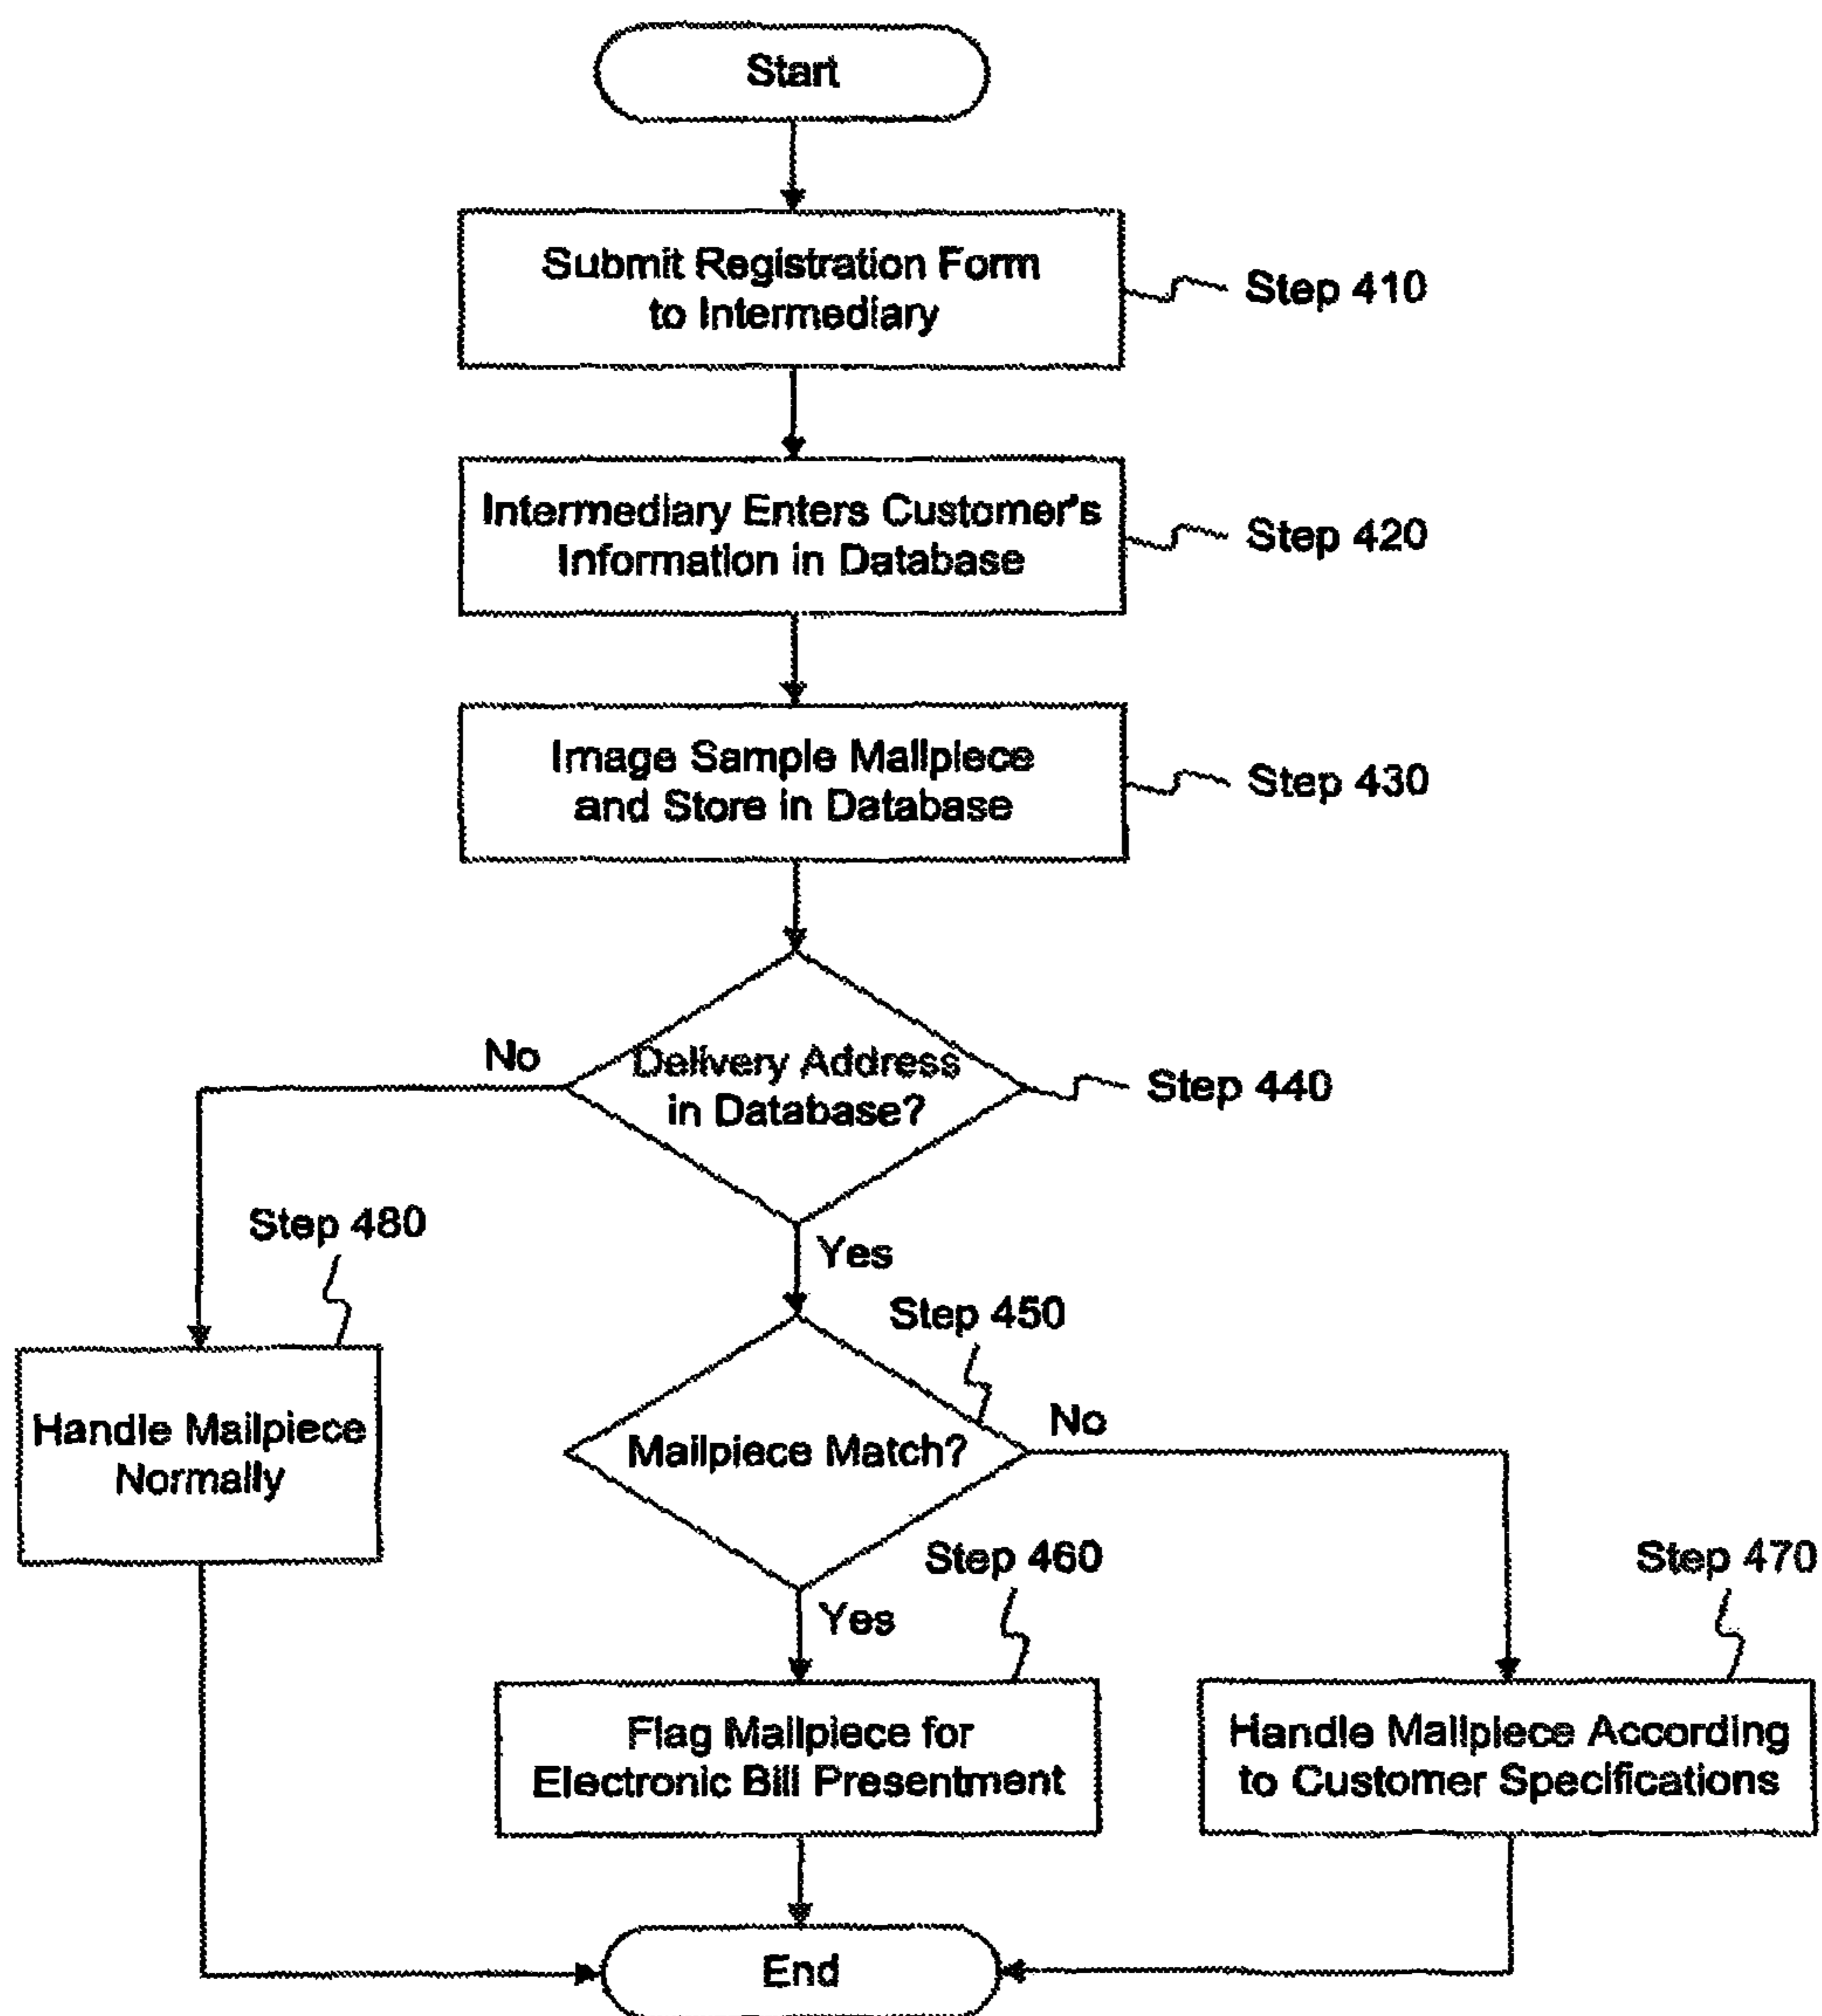 Start
Submit Registration Form
to Intermediary
Step 410
Intermediary Enters Customer's
Information in Database
Step 420
Image Sample Mailpiece
and Store in Database
Step 430
No
Delivery Address
in Database?
Step 440
Step 480
Yes
Step 450
Handle Mailpiece
Normally
Mailpiece Match?
No
Step 460
Step 470
Yes
Flag Mailpiece for
Electronic Bill Presentment
Handle Mailpiece According
to Customer Specifications
End